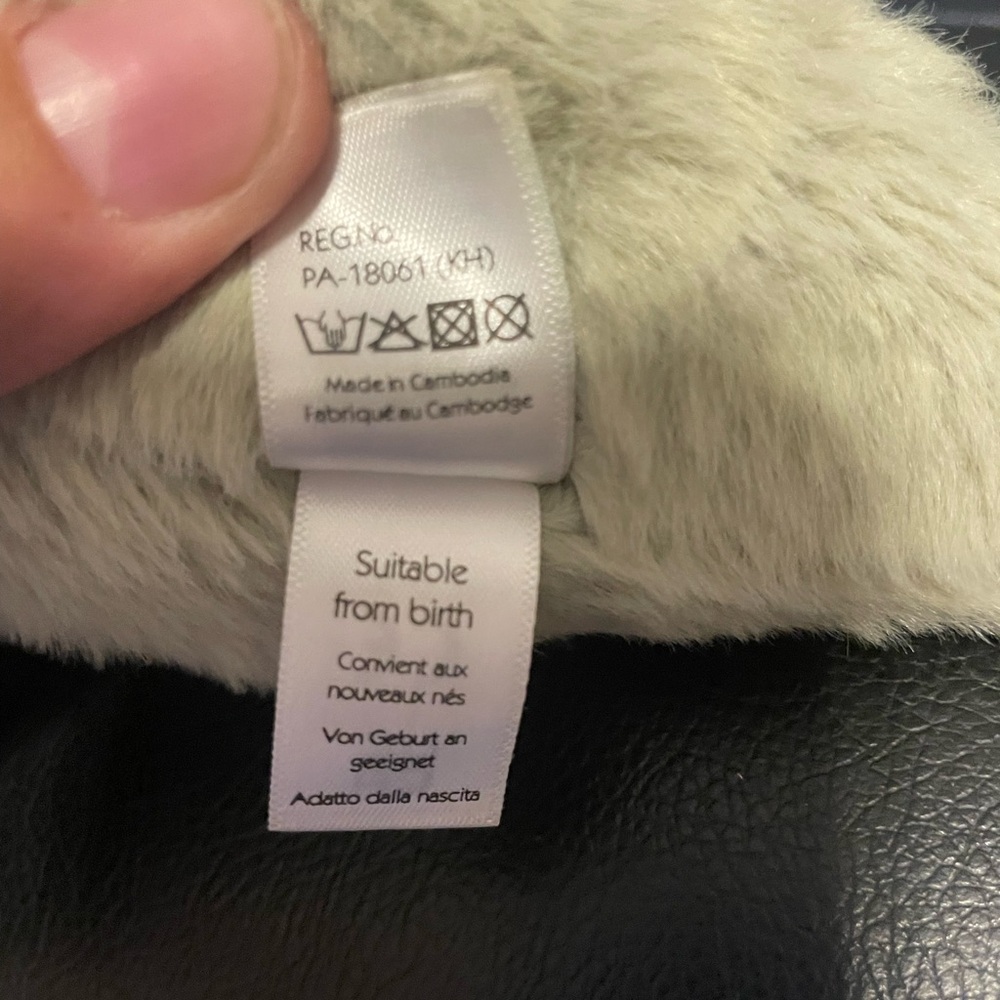 REG.NO.
PA-18061 (KH)
Made in Cambodia
Fabriqué au Cambodge
Suitable
from birth
Convient aux
nouveaux nés
Von Geburt an
geeignet
Adatto dalla nascita